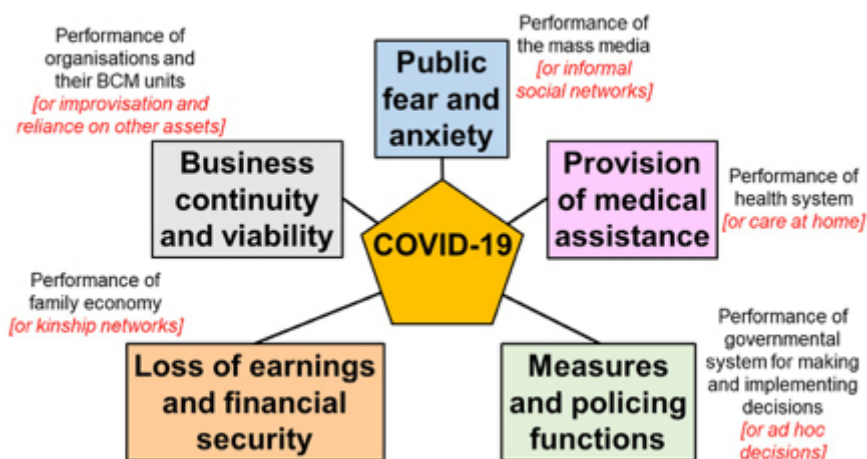 Performance of
organisations and
their BCM units
[or improvisation and
reliance on other assets]
Public
fear and
anxiety
Performance of
the mass media
[or informal
social networks]
Business
continuity
and viability
COVID-19
Provision
of medical
assistance
Performance of
health system
[or care at home]
Performance of
family economy
[or kinship networks]
Loss of earnings
and financial
security
Measures
and policing
functions
Performance of
governmental
system for making
and implementing
decisions
[or ad hoc
decisions]